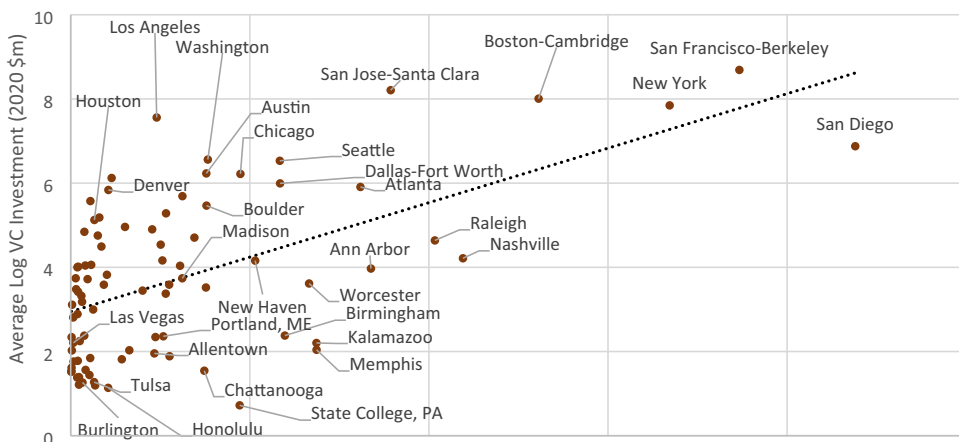 10
Los Angeles
Washington
Boston-Cambridge
San Francisco-Berkeley
San Jose-Santa Clara
New York
8
Houston
Austin
San Diego
Chicago
Seattle
Dallas-Fort Worth
6
Denver
Atlanta
Boulder
Raleigh
Madison
Nashville
Ann Arbor
4
New Haven
Worcester
Las Vegas
Portland, ME
Birmingham
Kalamazoo
2
Allentown
Memphis
Tulsa
Chattanooga
State College, PA
0
Burlington
Honolulu
Average Log VC Investment (2020 $m)